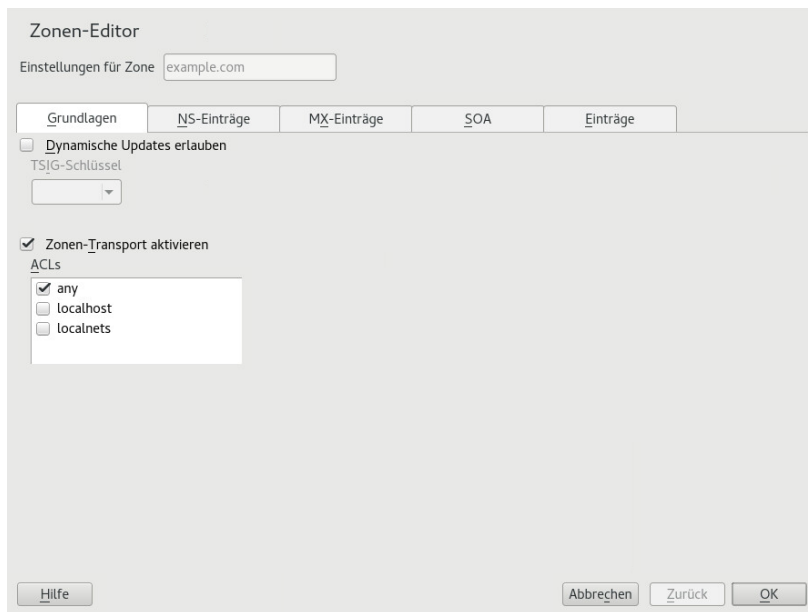 Zonen-Editor
Einstellungen für Zone example.com
Grundlagen NS-Einträge MX-Einträge SOA Einträge
Dynamische Updates erlauben
TSIG-Schlüssel
Zonen-Transport aktivieren
ACLs
any
localhost
localnets
Hilfe Abbrechen Zurück OK